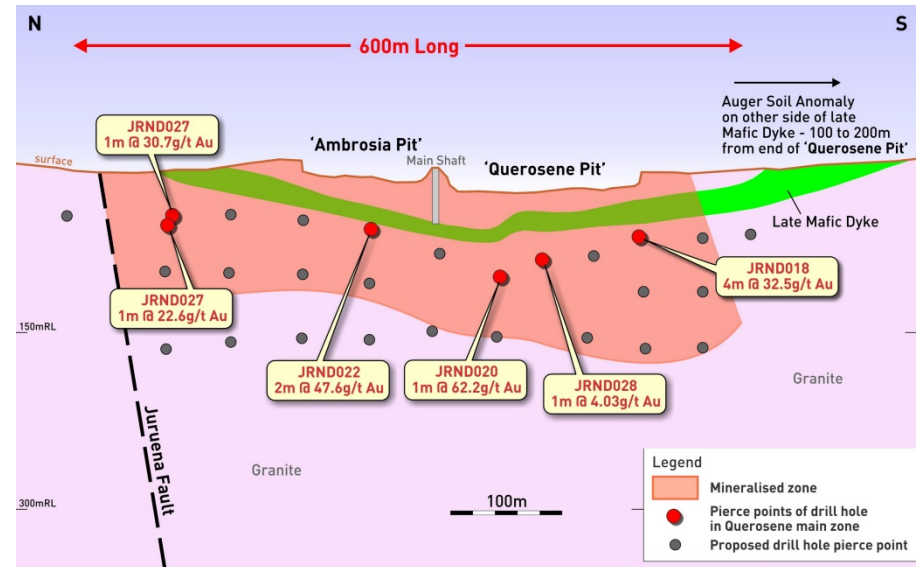 N
S
600m Long
Auger Soil Anomaly
on other side of late
Mafic Dyke - 100 to 200m
from end of 'Querosene Pit'
JRND027
1m @ 30.7g/t Au
'Ambrosia Pit'
surface
Main Shaft
'Querosene Pit'
Late Mafic Dyke
JRND018
4m @ 32.5g/t Au
JRND027
1m @ 22.6g/t Au
150mRL
JRND022
2m @ 47.6g/t Au
JRND020
1m @ 62.2g/t Au
JRND028
1m @ 4.03g/t Au
Granite
Juruena Fault
Granite
300mRL
100m
Legend
Mineralised zone
Pierce points of drill hole
in Querosene main zone
Proposed drill hole pierce point